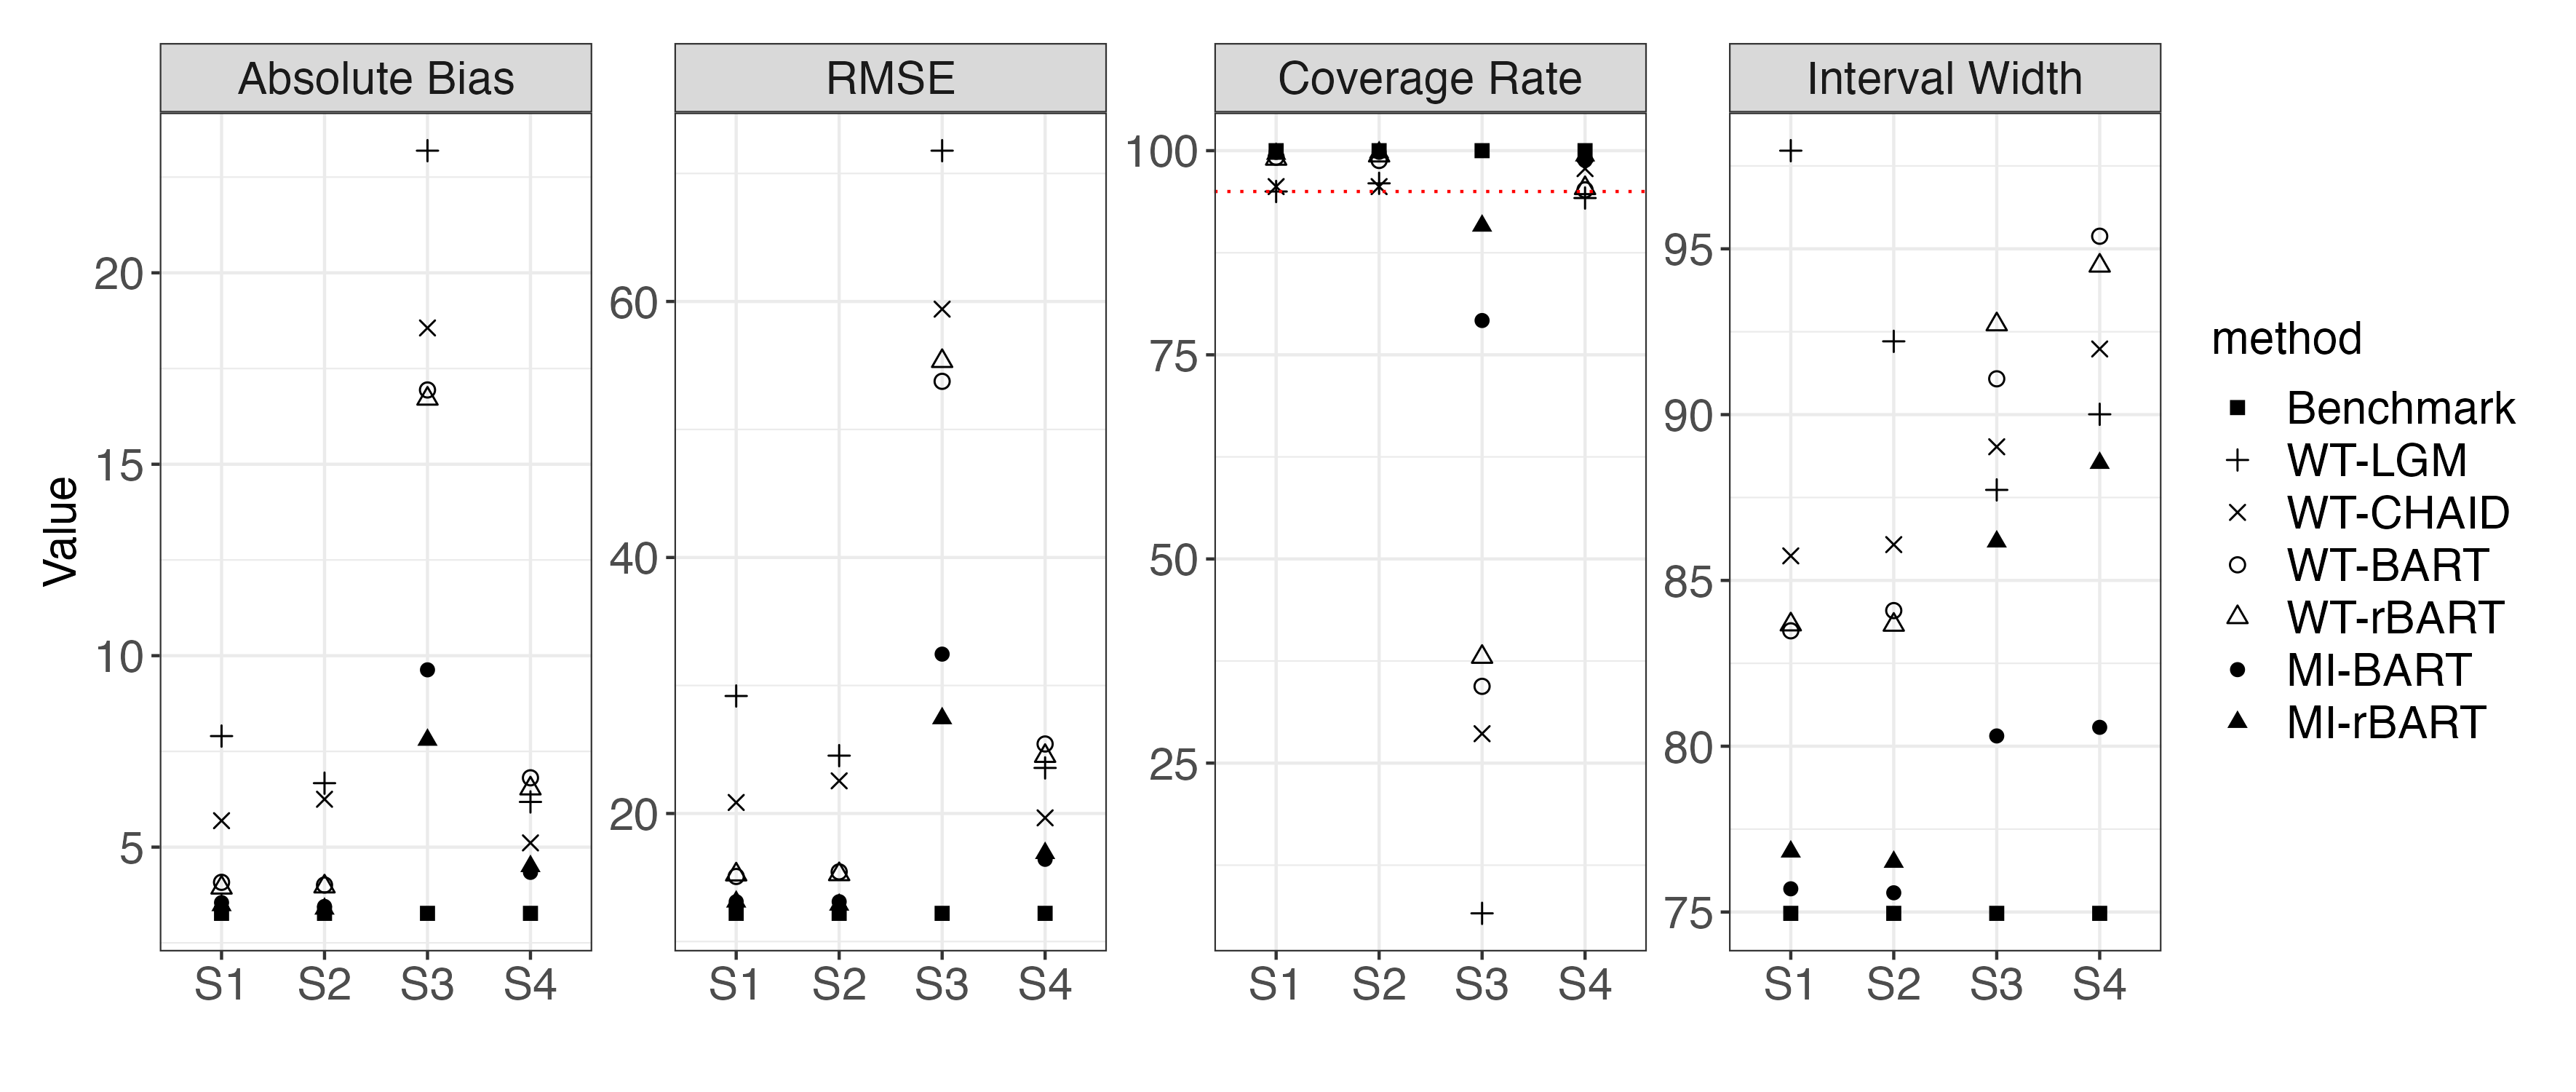 Absolute Bias
RMSE
Coverage Rate
Interval Width
Value
20
15
10
5
60
40
20
100
75
50
25
95
90
85
80
75
S1 S2 S3 S4
S1 S2 S3 S4
S1 S2 S3 S4
S1 S2 S3 S4
method
Benchmark
WT-LGM
WT-CHAID
WT-BART
WT-rBART
MI-BART
MI-rBART